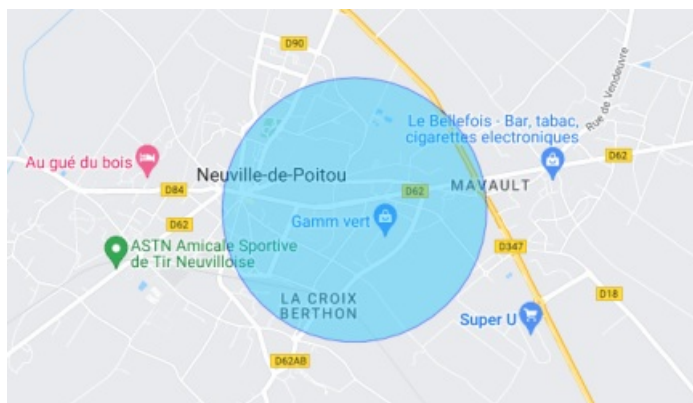 D90
Le Bellefois - Bar, tabac,
cigarettes electroniques
Rue de Vendeuvre
Au gué du bois
D62
Neuville-de-Poitou
D84
D62
MAVAULT
D62
Gamm vert
ASTN Amicale Sportive
de Tir Neuvilloise
D347
LA CROIX
BERTHON
D18
Super U
D62AB